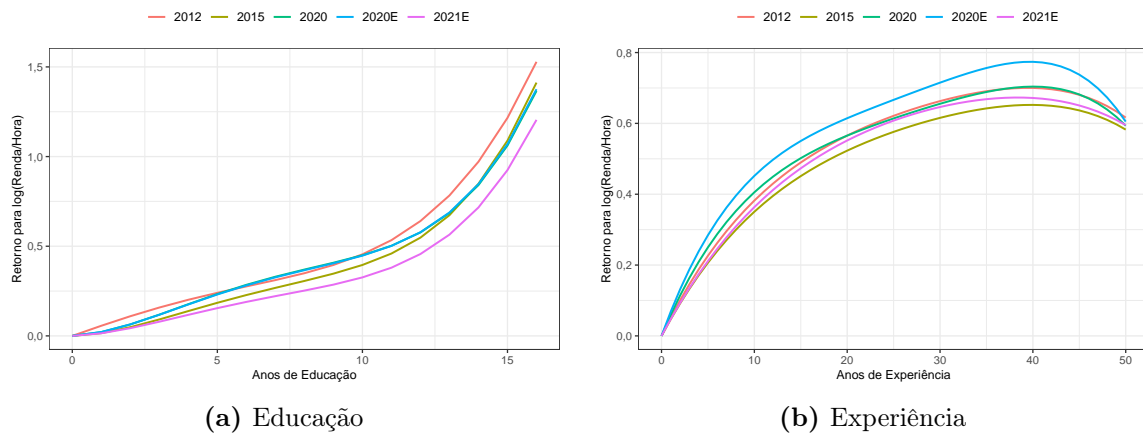 2012 2015 2020 2020E 2021E
Retorno para log(Renda/Hora)
1,5
1,0
0,5
0,0
0 5 10 15
Anos de Educação
(a) Educação
2012 2015 2020 2020E 2021E
Retorno para log(Renda/Hora)
0,8
0,6
0,4
0,2
0,0
0 10 20 30 40 50
Anos de Experiência
(b) Experiência